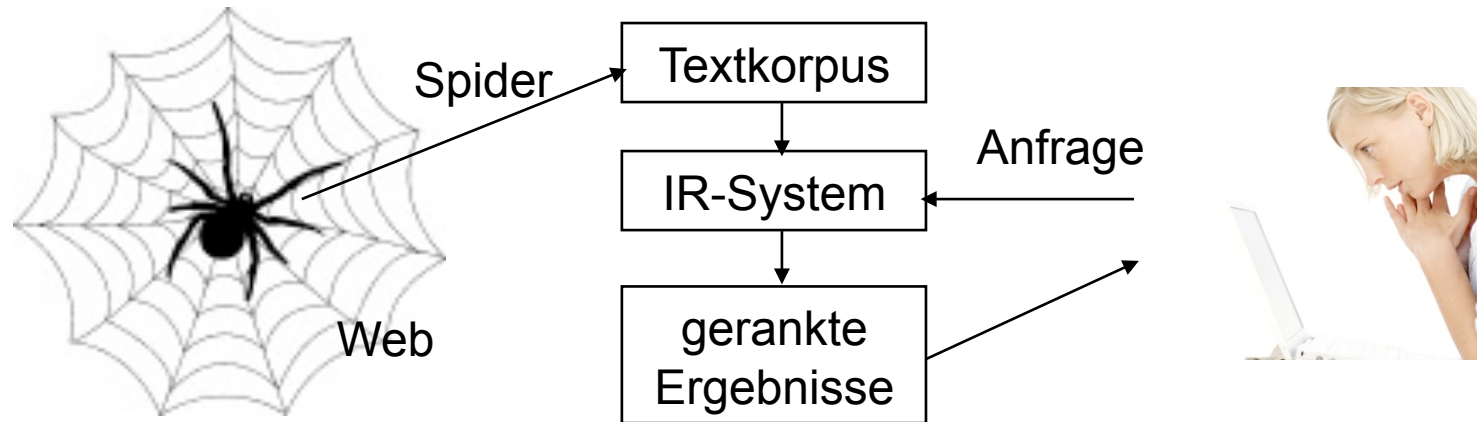 Spider
Web
Textkorpus
IR-System
Anfrage
gerankte
Ergebnisse